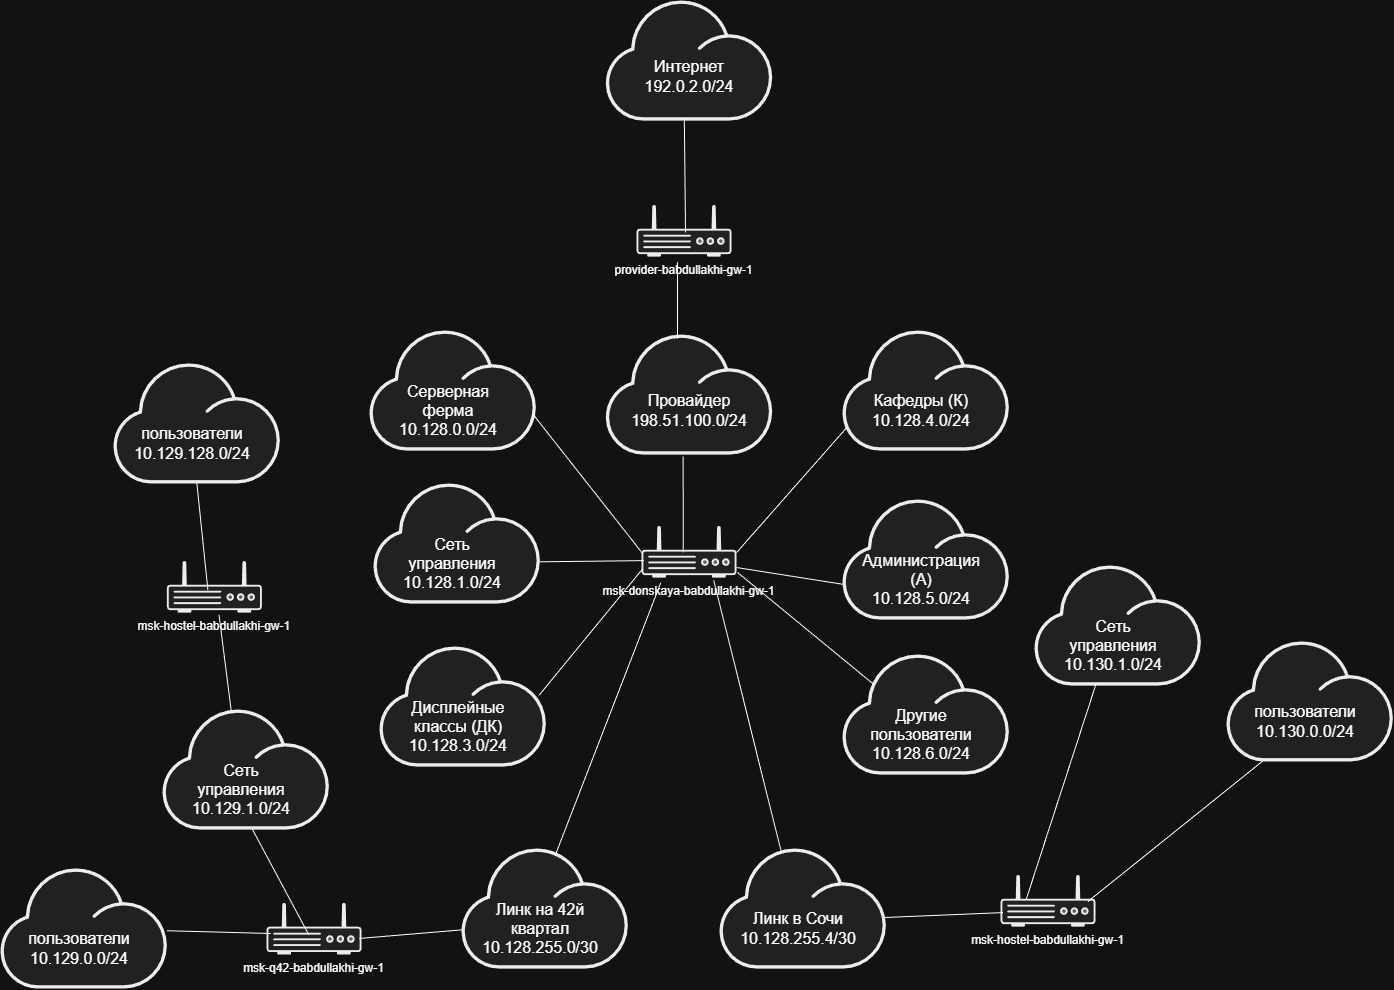 Интернет
192.0.2.0/24
provider-babdullakhi-gw-1
Серверная
ферма
10.128.0.0/24
Провайдер
198.51.100.0/24
Кафедры (К)
10.128.4.0/24
пользователи
10.129.128.0/24
Сеть
управления
10.128.1.0/24
Администрация
(А)
10.128.5.0/24
msk-donskaya-babdullakhi-gw-1
msk-hostel-babdullakhi-gw-1
Сеть
управления
10.130.1.0/24
Дисплейные
классы (ДК)
10.128.3.0/24
Другие
пользователи
10.128.6.0/24
пользователи
10.130.0.0/24
Сеть
управления
10.129.1.0/24
Линк на 42й
квартал
10.128.255.0/30
Линк в Сочи
10.128.255.4/30
msk-hostel-babdullakhi-gw-1
пользователи
10.129.0.0/24
msk-q42-babdullakhi-gw-1